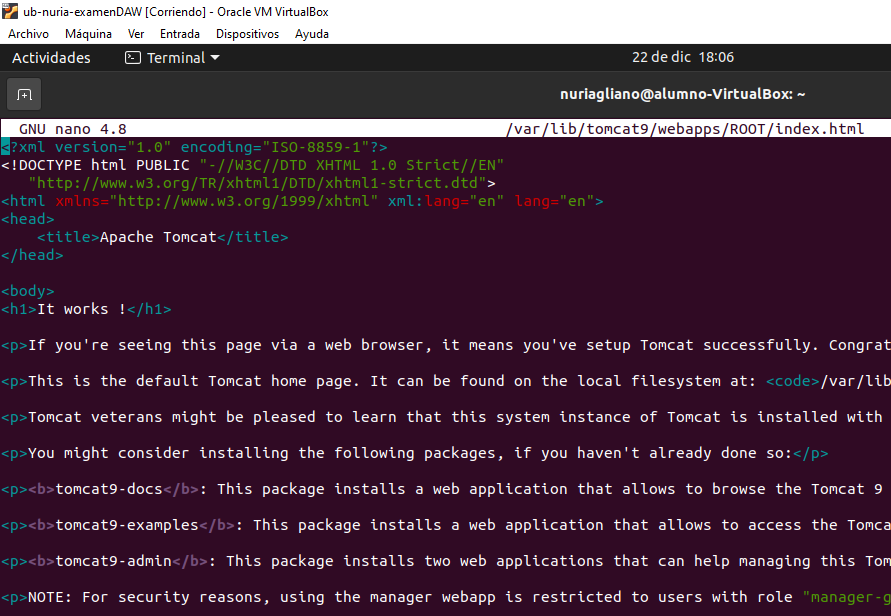 ub-nuria-examenDAW [Corriendo] - Oracle VM VirtualBox
Archivo Máquina Ver Entrada Dispositivos Ayuda
Actividades Terminal 22 de dic 18:06
nuriagliano@alumno-VirtualBox: ~
GNU nano 4.8 /var/lib/tomcat9/webapps/ROOT/index.html
<?xml version="1.0" encoding="ISO-8859-1"?>
<!DOCTYPE html PUBLIC "-//W3C//DTD XHTML 1.0 Strict//EN"
   "http://www.w3.org/TR/xhtml1/DTD/xhtml1-strict.dtd">
<html xmlns="http://www.w3.org/1999/xhtml" xml:lang="en" lang="en">
<head>
    <title>Apache Tomcat</title>
</head>
<body>
<h1>It works !</h1>
<p>If you're seeing this page via a web browser, it means you've setup Tomcat successfully. Congrat
<p>This is the default Tomcat home page. It can be found on the local filesystem at: <code>/var/lib
<p>Tomcat veterans might be pleased to learn that this system instance of Tomcat is installed with
<p>You might consider installing the following packages, if you haven't already done so:</p>
<p><b>tomcat9-docs</b>: This package installs a web application that allows to browse the Tomcat 9
<p><b>tomcat9-examples</b>: This package installs a web application that allows to access the Tomca
<p><b>tomcat9-admin</b>: This package installs two web applications that can help managing this Tom
<p>NOTE: For security reasons, using the manager webapp is restricted to users with role "manager-g